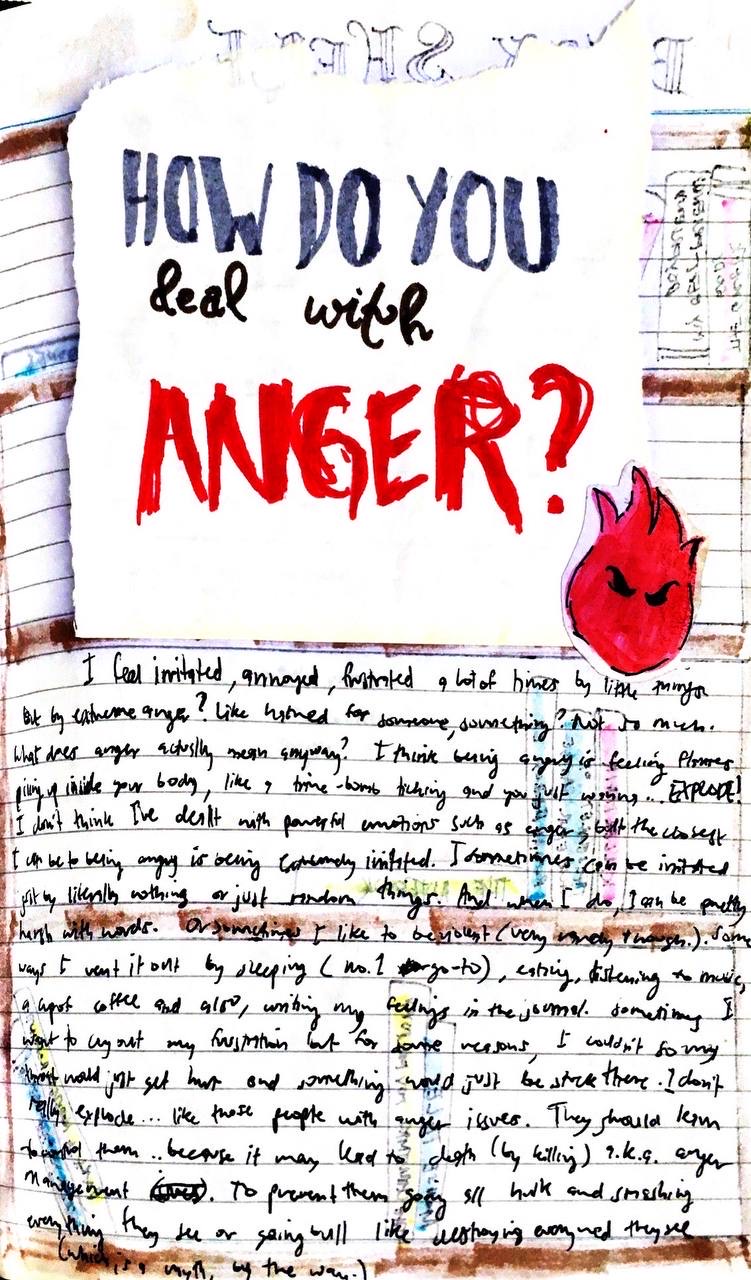 HOW DO YOU
deal with
ANGER?
I feel irritated, annoyed, frustrated a lot of times by little things
But by extreme anger? Like hatred for someone, something? Not so much.
What does anger actually mean anyway? I think being angry is feeling flames
piling up inside your body, like a time-bomb ticking and you just waiting... EXPLODE!
I don't think I've dealt with powerful emotions such as anger, but the closest
I can be to being angry is being extremely irritated. I sometimes can be irritated
just by literally nothing or just random things. And when I do, I can be pretty
harsh with words. Or sometimes I like to be violent (very rarely though.). Some
ways I vent it out by sleeping (no.1 go-to), eating, listening to music,
a cup of coffee and also, writing my feelings in the journal. Sometimes I
want to cry out my frustration but for some reasons, I couldn't so my
throat would just get hurt and something would just be stuck there. I don't
really explode... like those people with anger issues. They should learn
to control them.. because it may lead to death (by killing) a.k.a. anger
management. To prevent them going all hulk and smashing
everything they see or going bull like destroying every red they see
(which is a myth, by the way.)